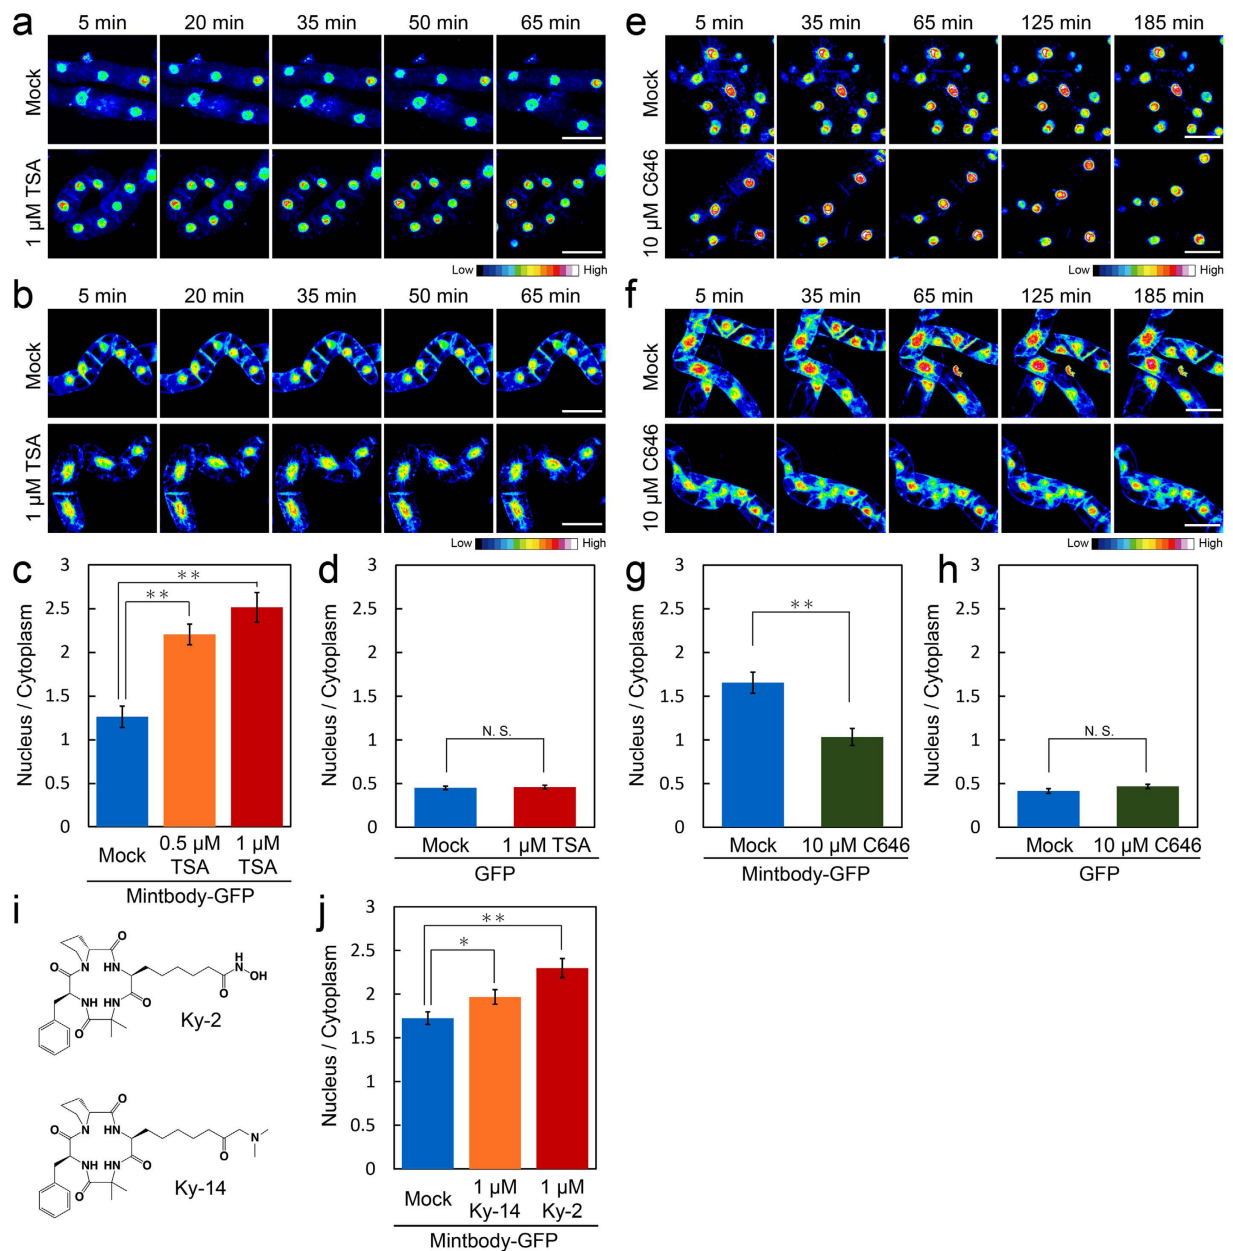 a
5 min 20 min 35 min 50 min 65 min
Mock
1 µM TSA
Low High
b
5 min 20 min 35 min 50 min 65 min
Mock
1 µM TSA
Low High
e
5 min 35 min 65 min 125 min 185 min
Mock
10 µM C646
Low High
f
5 min 35 min 65 min 125 min 185 min
Mock
10 µM C646
Low High
c
Nucleus / Cytoplasm
3
2.5
2
1.5
1
0.5
0
**
**
Mock
0.5 µM
TSA
1 µM
TSA
Mintbody-GFP
d
Nucleus / Cytoplasm
3
2.5
2
1.5
1
0.5
0
N. S.
Mock 1 µM TSA
GFP
g
Nucleus / Cytoplasm
3
2.5
2
1.5
1
0.5
0
**
Mock 10 µM C646
Mintbody-GFP
h
Nucleus / Cytoplasm
3
2.5
2
1.5
1
0.5
0
N. S.
Mock 10 µM C646
GFP
i
O
O
N HN
H
N
OH
O
NH HN
O
O
Ky-2
O
O
N HN
N
O
NH HN
O
O
Ky-14
j
Nucleus / Cytoplasm
3
2.5
2
1.5
1
0.5
0
**
*
Mock
1 µM
Ky-14
1 µM
Ky-2
Mintbody-GFP